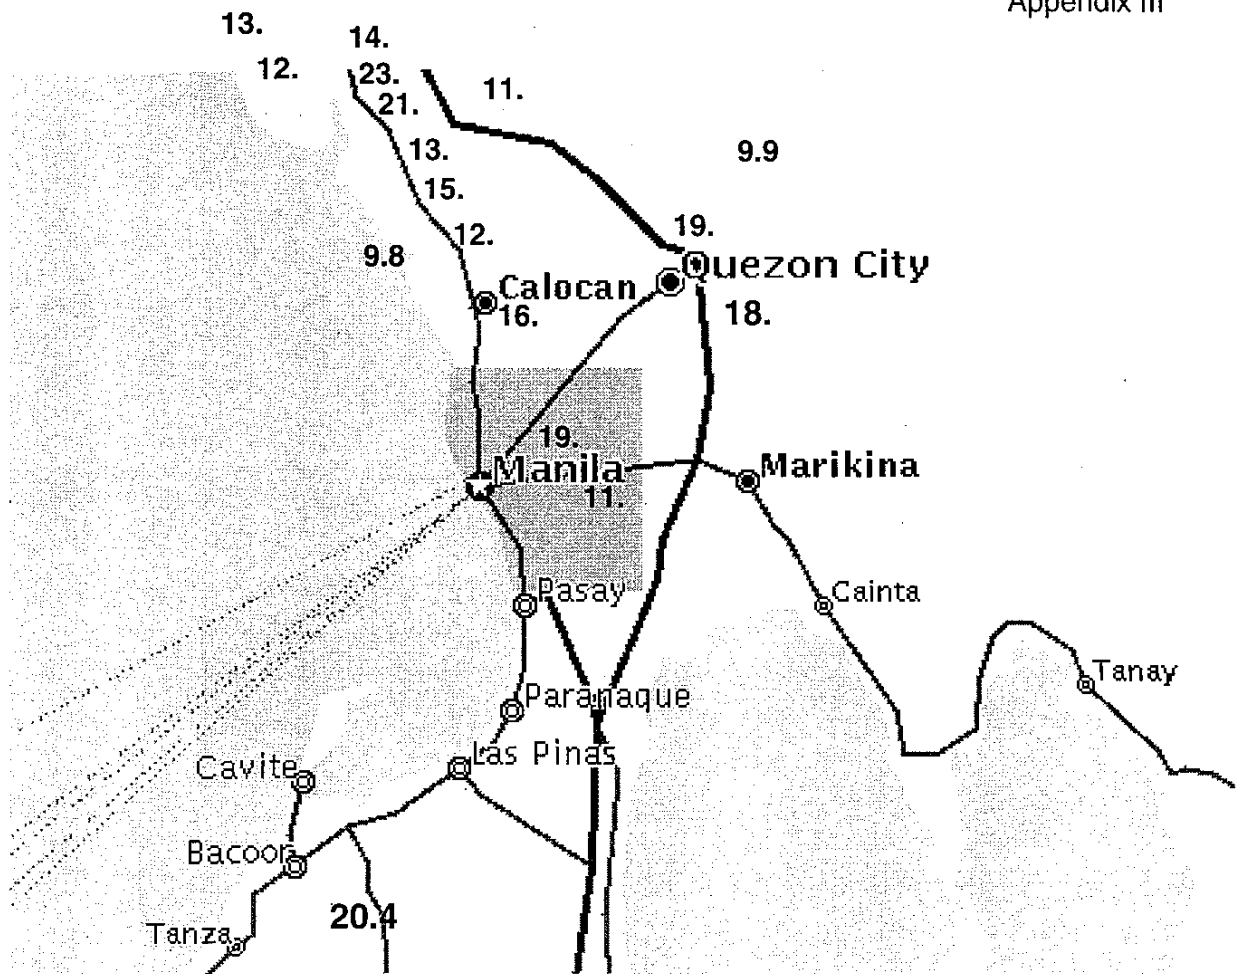 Appendix III
13.
14.
12.
23.
11.
21.
13.
9.9
15.
19.
12.
9.8
Quezon City
Calocan
16.
18.
19.
Manila
Marikina
11.
Pasay
Cainta
Tanay
Paranaque
Las Pinas
Cavite
Bacoor
20.4
Tanza